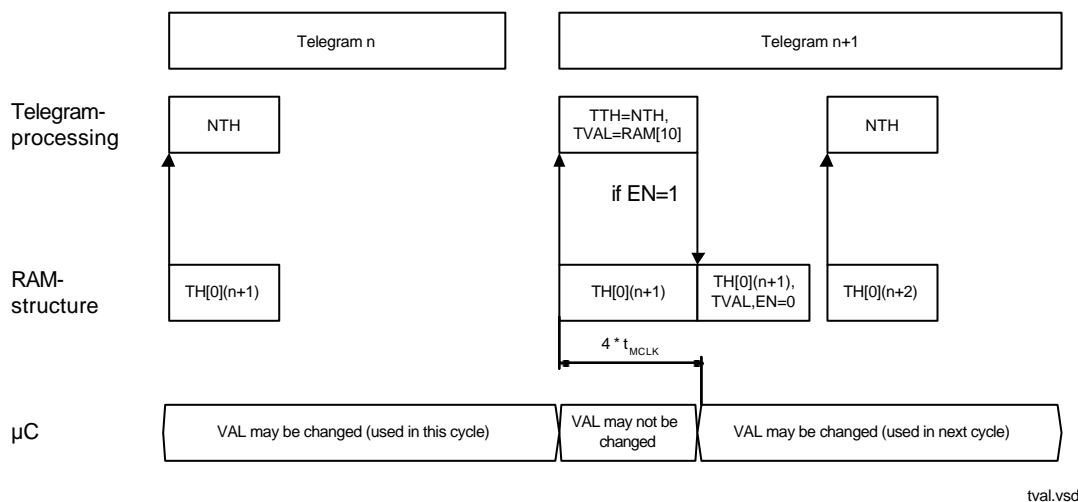 Telegram n
Telegram n+1
Telegram-
processing
NTH
TTH=NTH,
TVAL=RAM[10]
NTH
if EN=1
RAM-
structure
TH[0](n+1)
TH[0](n+1)
TH[0](n+1),
TVAL,EN=0
TH[0](n+2)
4 * tMCLK
µC
VAL may be changed (used in this cycle)
VAL may not be
changed
VAL may be changed (used in next cycle)
tval.vsd